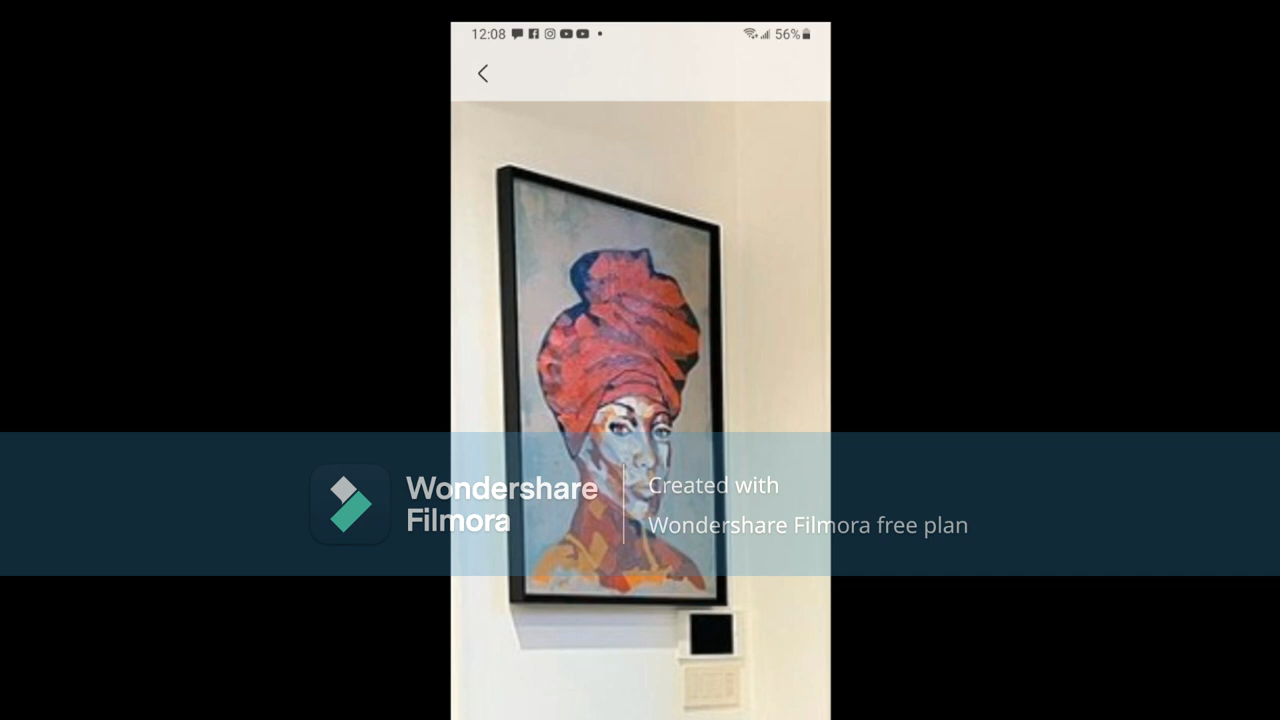 12:08
56%
Wondershare
Filmora
Created with
Wondershare Filmora free plan